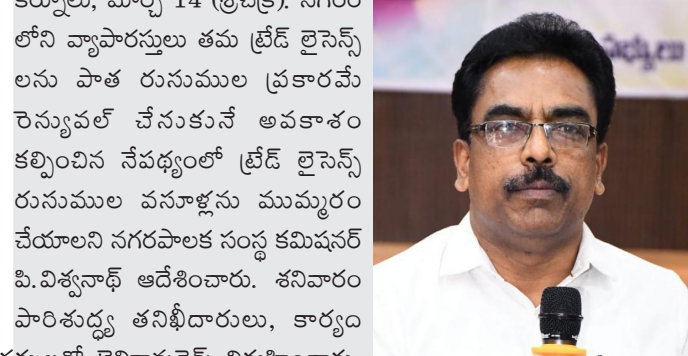 కర్నూలు, మార్చి 14 (శ్రీచక్ర): నగరం
లోని వ్యాపారస్తులు తమ ట్రేడ్ లైసెన్స్
లను పాత రుసుముల ప్రకారమే
రెన్యువల్ చేసుకునే అవకాశం
కల్పించిన నేపథ్యంలో ట్రేడ్ లైసెన్స్
రుసుముల వసూళ్లను ముమ్మరం
చేయాలని నగరపాలక సంస్థ కమిషనర్
పి.విశ్వనాథ్ ఆదేశించారు. శనివారం
పారిశుద్ధ్య తనిఖీదారులు, కార్యద